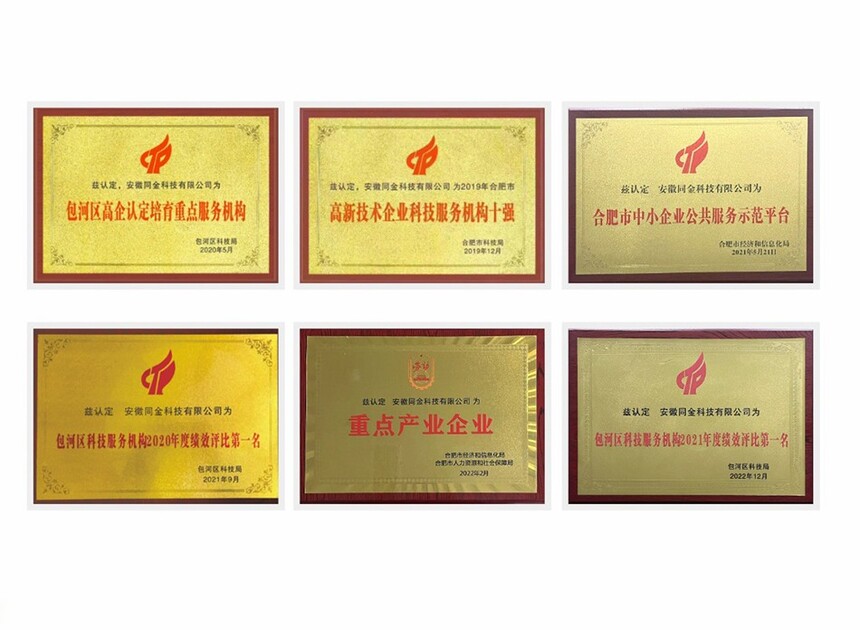 兹认定，安徽同金科技有限公司为
包河区高企认定培育重点服务机构
包河区科技局
2020年5月
兹认定，安徽同金科技有限公司 为2019年合肥市
高新技术企业科技服务机构十强
合肥市科技局
2019年12月
兹认定 安徽同金科技有限公司为
合肥市中小企业公共服务示范平台
合肥市经济和信息化局
兹认定 安徽同金科技有限公司为
包河区科技服务机构2020年度绩效评比第一名
包河区科技局
2021年9月
兹认定 安徽同金科技有限公司 为
重点产业企业
合肥市经济和信息化局
合肥市人力资源和社会保障局
2022年2月
兹认定 安徽同金科技有限公司为
包河区科技服务机构2021年度绩效评比第一名
包河区科技局
2022年12月